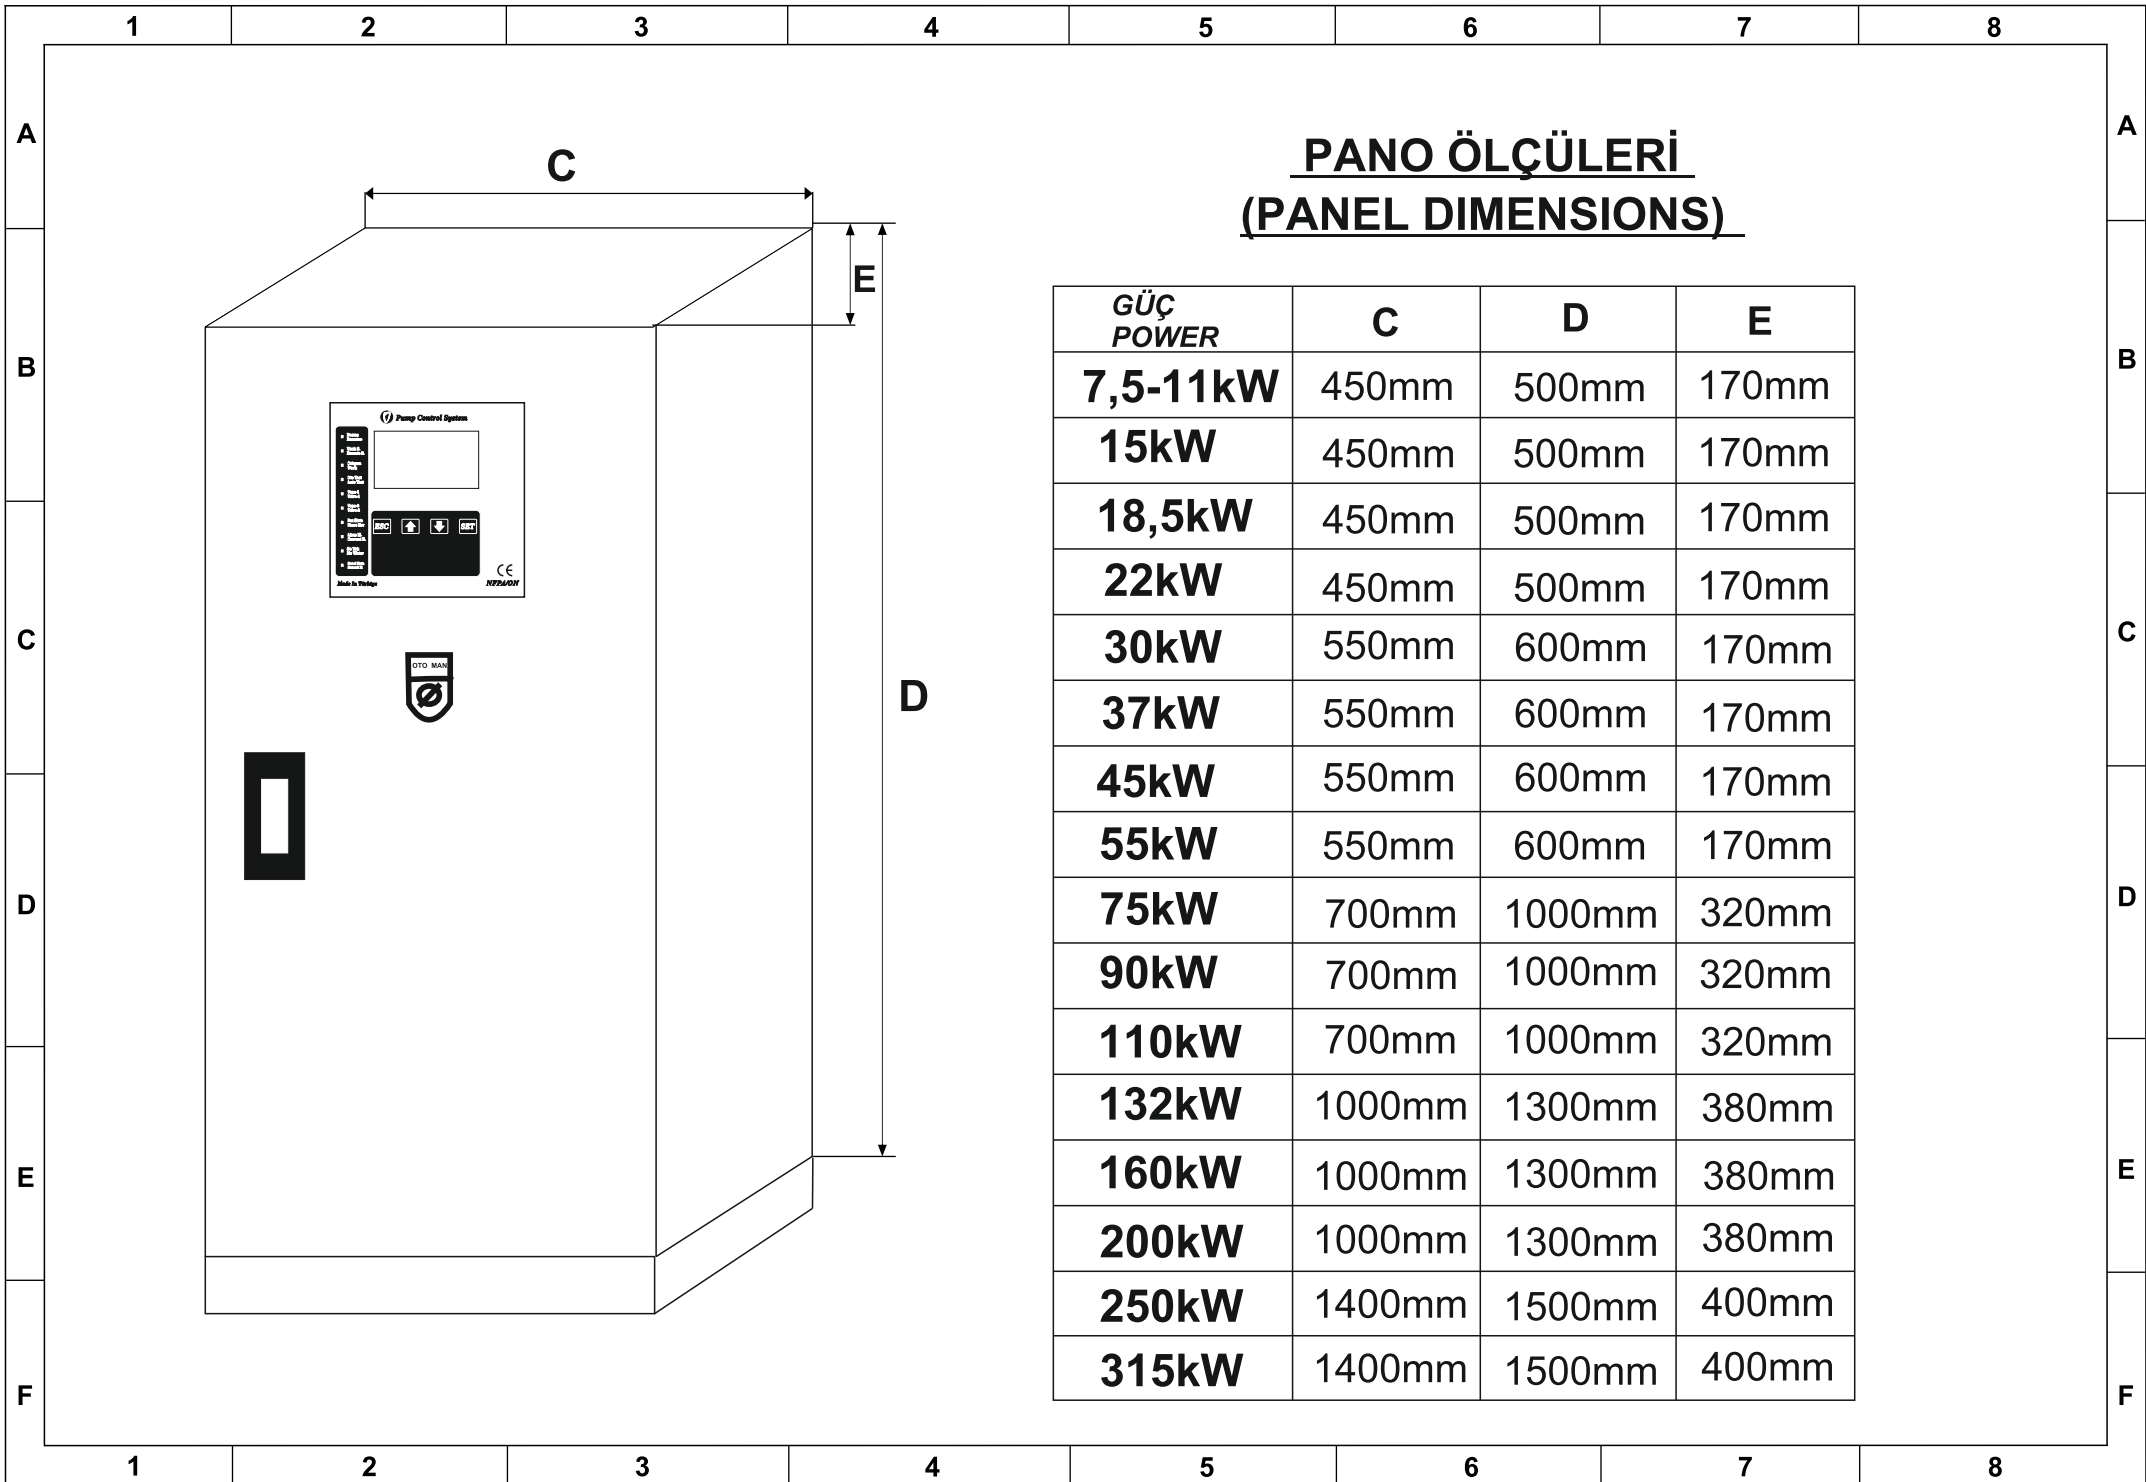 1 2 3 4 5 6 7 8
A A
PANO ÖLÇÜLERİ
(PANEL DIMENSIONS)
C
E
D
B B
C C
D D
E E
F F
Pump Control System
ESC SET
Made In Türkiye
CE
OTO MAN
GÜÇ
POWER C D E
7,5-11kW 450mm 500mm 170mm
15kW 450mm 500mm 170mm
18,5kW 450mm 500mm 170mm
22kW 450mm 500mm 170mm
30kW 550mm 600mm 170mm
37kW 550mm 600mm 170mm
45kW 550mm 600mm 170mm
55kW 550mm 600mm 170mm
75kW 700mm 1000mm 320mm
90kW 700mm 1000mm 320mm
110kW 700mm 1000mm 320mm
132kW 1000mm 1300mm 380mm
160kW 1000mm 1300mm 380mm
200kW 1000mm 1300mm 380mm
250kW 1400mm 1500mm 400mm
315kW 1400mm 1500mm 400mm
1 2 3 4 5 6 7 8